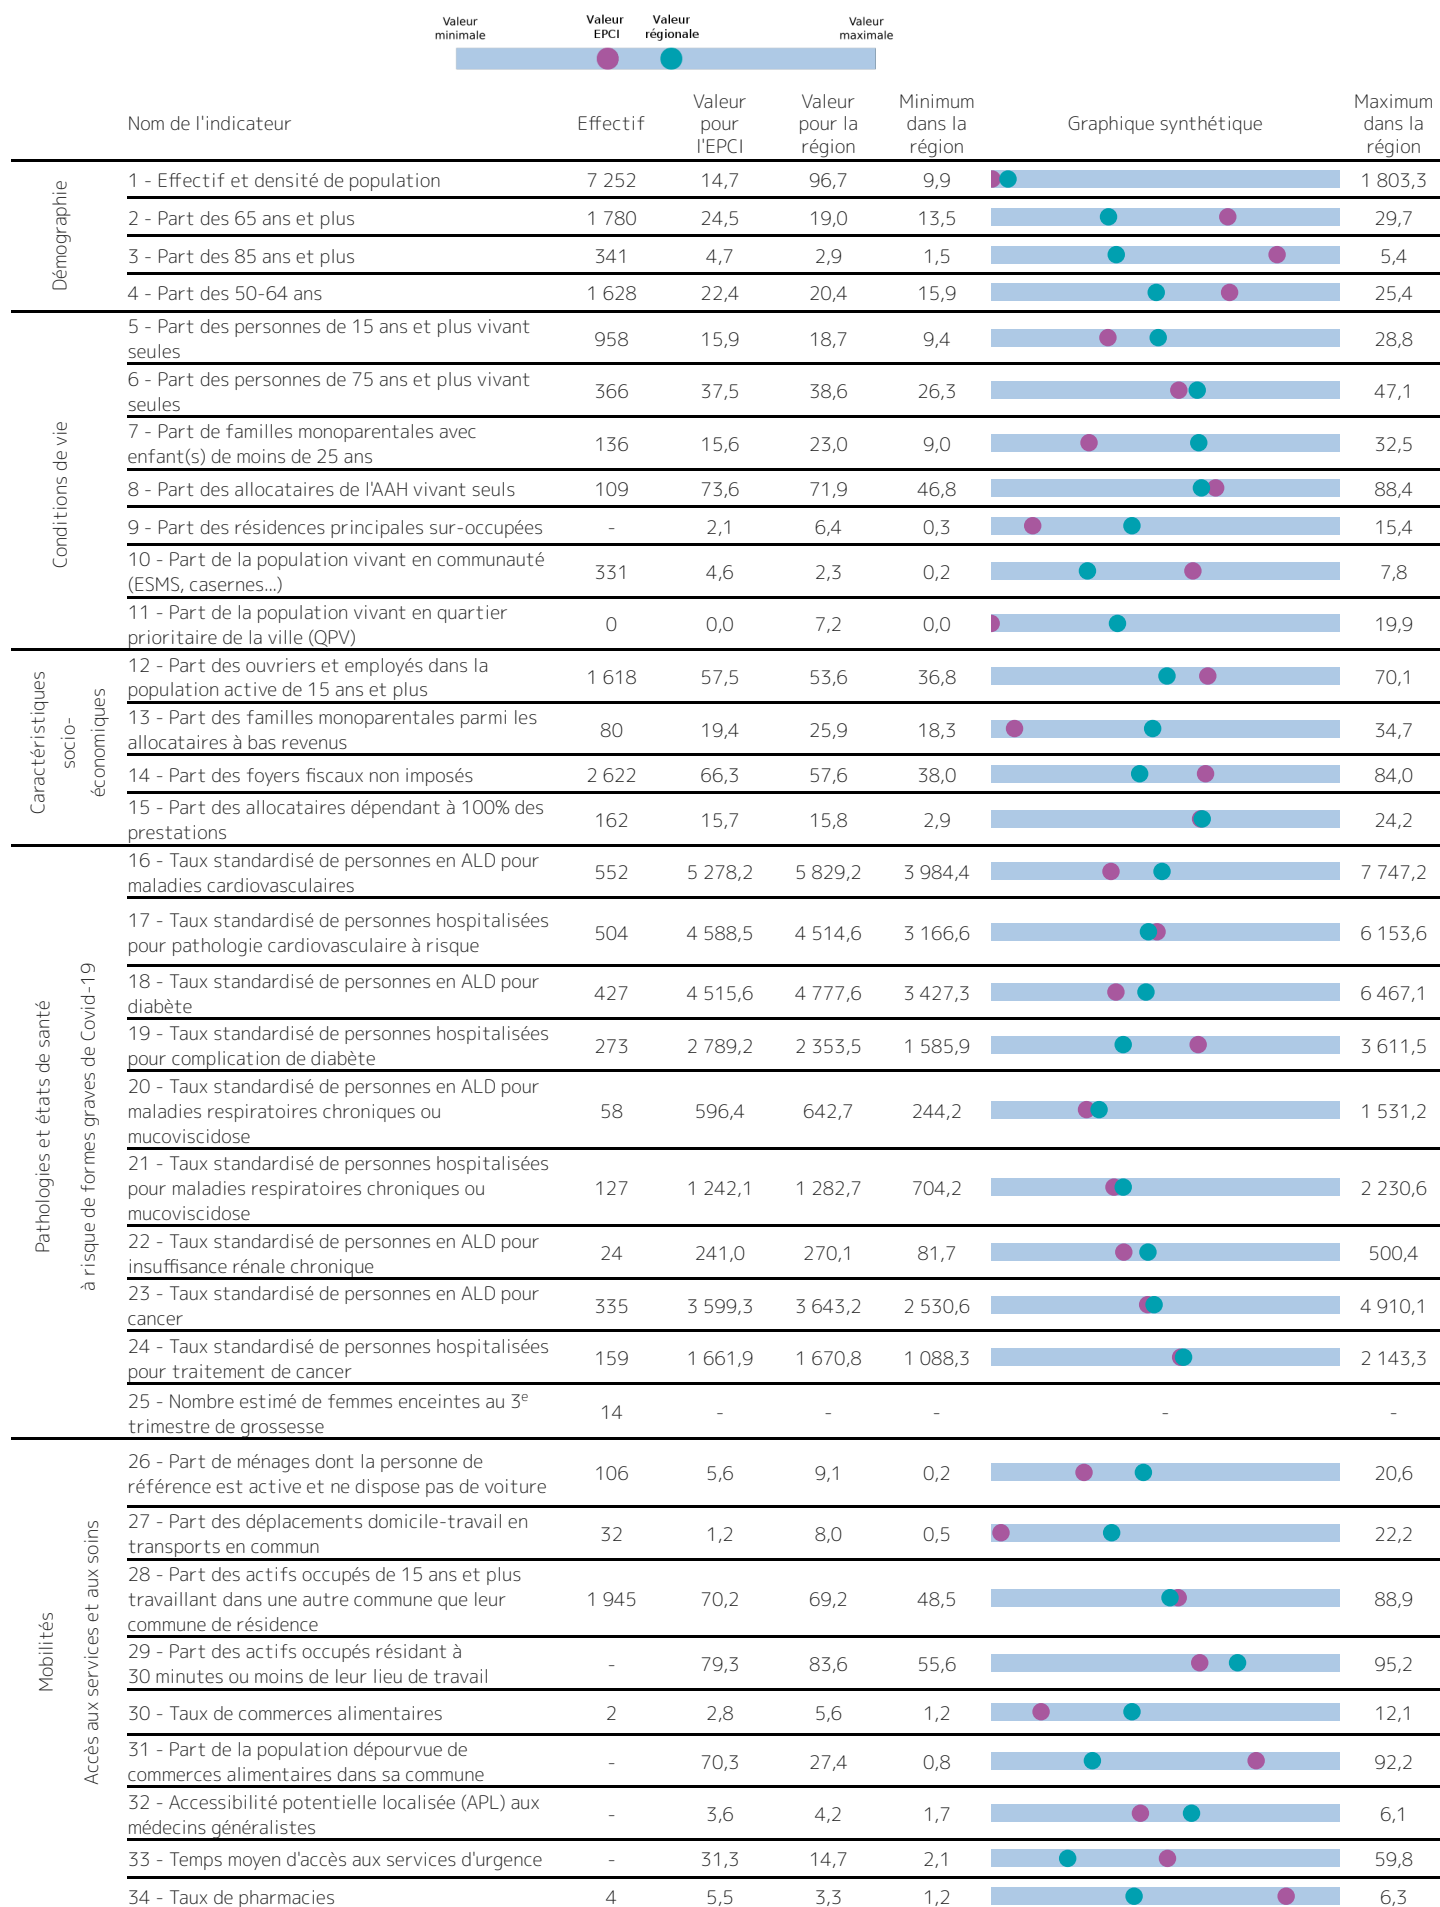 Valeur minimale
Valeur EPCI
Valeur régionale
Valeur maximale
Nom de l'indicateur
Effectif
Valeur pour l'EPCI
Valeur pour la région
Minimum dans la région
Graphique synthétique
Maximum dans la région
Démographie
1 - Effectif et densité de population 7 252 14,7 96,7 9,9 1 803,3
2 - Part des 65 ans et plus 1 780 24,5 19,0 13,5 29,7
3 - Part des 85 ans et plus 341 4,7 2,9 1,5 5,4
4 - Part des 50-64 ans 1 628 22,4 20,4 15,9 25,4
Conditions de vie
5 - Part des personnes de 15 ans et plus vivant
seules 958 15,9 18,7 9,4 28,8
6 - Part des personnes de 75 ans et plus vivant
seules 366 37,5 38,6 26,3 47,1
7 - Part de familles monoparentales avec
enfant(s) de moins de 25 ans 136 15,6 23,0 9,0 32,5
8 - Part des allocataires de l'AAH vivant seuls 109 73,6 71,9 46,8 88,4
9 - Part des résidences principales sur-occupées - 2,1 6,4 0,3 15,4
10 - Part de la population vivant en communauté
(ESMS, casernes...) 331 4,6 2,3 0,2 7,8
11 - Part de la population vivant en quartier
prioritaire de la ville (QPV) 0 0,0 7,2 0,0 19,9
Caractéristiques
socio-
économiques
12 - Part des ouvriers et employés dans la
population active de 15 ans et plus 1 618 57,5 53,6 36,8 70,1
13 - Part des familles monoparentales parmi les
allocataires à bas revenus 80 19,4 25,9 18,3 34,7
14 - Part des foyers fiscaux non imposés 2 622 66,3 57,6 38,0 84,0
15 - Part des allocataires dépendant à 100% des
prestations 162 15,7 15,8 2,9 24,2
Pathologies et états de santé
à risque de formes graves de Covid-19
16 - Taux standardisé de personnes en ALD pour
maladies cardiovasculaires 552 5 278,2 5 829,2 3 984,4 7 747,2
17 - Taux standardisé de personnes hospitalisées
pour pathologie cardiovasculaire à risque 504 4 588,5 4 514,6 3 166,6 6 153,6
18 - Taux standardisé de personnes en ALD pour
diabète 427 4 515,6 4 777,6 3 427,3 6 467,1
19 - Taux standardisé de personnes hospitalisées
pour complication de diabète 273 2 789,2 2 353,5 1 585,9 3 611,5
20 - Taux standardisé de personnes en ALD pour
maladies respiratoires chroniques ou 58 596,4 642,7 244,2 1 531,2
mucoviscidose
21 - Taux standardisé de personnes hospitalisées
pour maladies respiratoires chroniques ou 127 1 242,1 1 282,7 704,2 2 230,6
mucoviscidose
22 - Taux standardisé de personnes en ALD pour
insuffisance rénale chronique 24 241,0 270,1 81,7 500,4
23 - Taux standardisé de personnes en ALD pour
cancer 335 3 599,3 3 643,2 2 530,6 4 910,1
24 - Taux standardisé de personnes hospitalisées
pour traitement de cancer 159 1 661,9 1 670,8 1 088,3 2 143,3
25 - Nombre estimé de femmes enceintes au 3e
trimestre de grossesse 14 - - - - -
Mobilités
Accès aux services et aux soins
26 - Part de ménages dont la personne de
référence est active et ne dispose pas de voiture 106 5,6 9,1 0,2 20,6
27 - Part des déplacements domicile-travail en
transports en commun 32 1,2 8,0 0,5 22,2
28 - Part des actifs occupés de 15 ans et plus
travaillant dans une autre commune que leur 1 945 70,2 69,2 48,5 88,9
commune de résidence
29 - Part des actifs occupés résidant à
30 minutes ou moins de leur lieu de travail - 79,3 83,6 55,6 95,2
30 - Taux de commerces alimentaires 2 2,8 5,6 1,2 12,1
31 - Part de la population dépourvue de
commerces alimentaires dans sa commune - 70,3 27,4 0,8 92,2
32 - Accessibilité potentielle localisée (APL) aux
médecins généralistes - 3,6 4,2 1,7 6,1
33 - Temps moyen d'accès aux services d'urgence - 31,3 14,7 2,1 59,8
34 - Taux de pharmacies 4 5,5 3,3 1,2 6,3